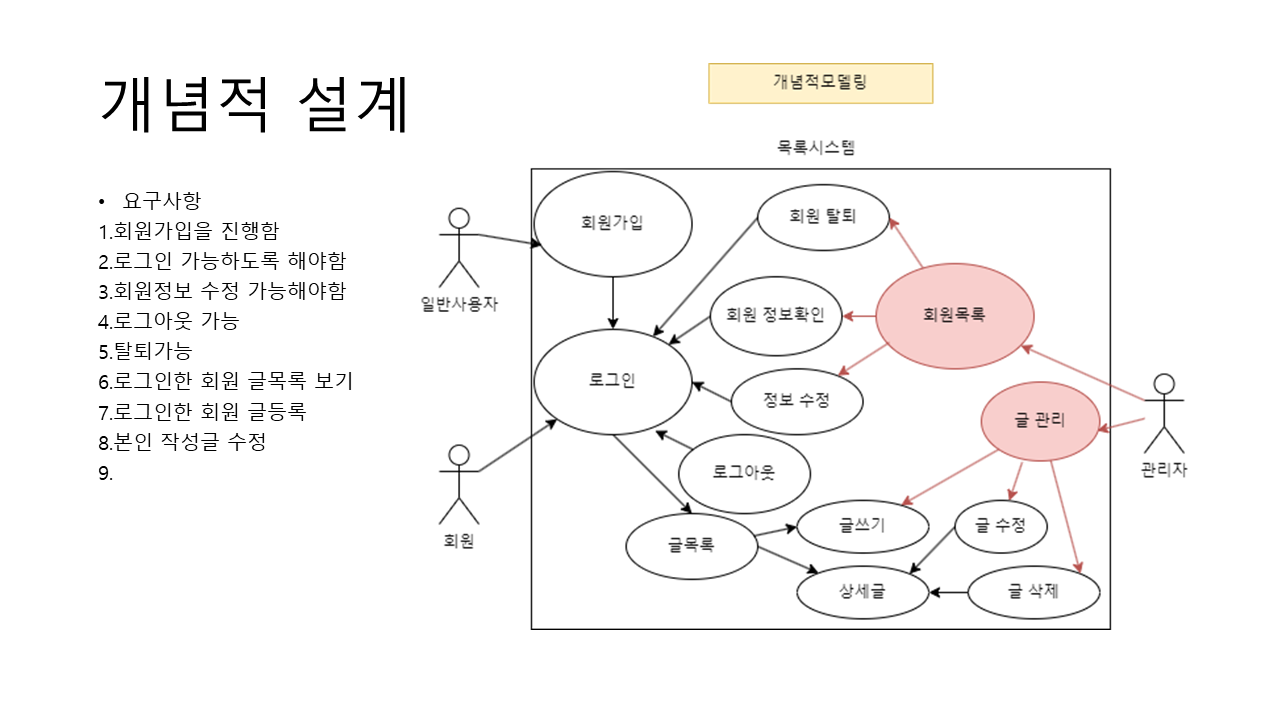 개념적 설계
• 요구사항
1.회원가입을 진행함
2.로그인 가능하도록 해야함
3.회원정보 수정 가능해야함
4.로그아웃 가능
5.탈퇴가능
6.로그인한 회원 글목록 보기
7.로그인한 회원 글등록
8.본인 작성글 수정
9.
개념적모델링
목록시스템
회원가입
회원 탈퇴
일반사용자
회원 정보확인
회원목록
로그인
정보 수정
글 관리
관리자
로그아웃
회원
글목록
글쓰기
글 수정
상세글
글 삭제